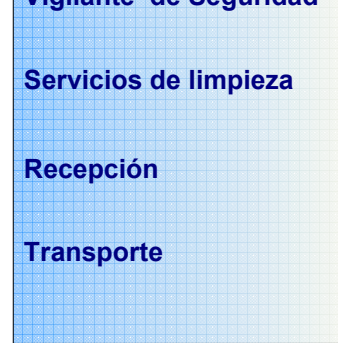 Vigilante de Seguridad
Servicios de limpieza
Recepción
Transporte